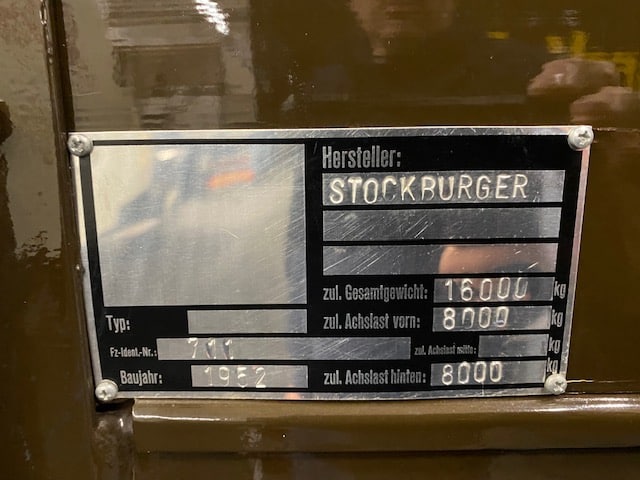 Hersteller:
STOCKBURGER
zul. Gesamtgewicht: 16000 kg
Typ:
zul. Achslast vorn: 8000 kg
Fz-Ident.-Nr.: 711
zul. Achslast mitte: kg
Baujahr: 1952
zul. Achslast hinten: 8000 kg